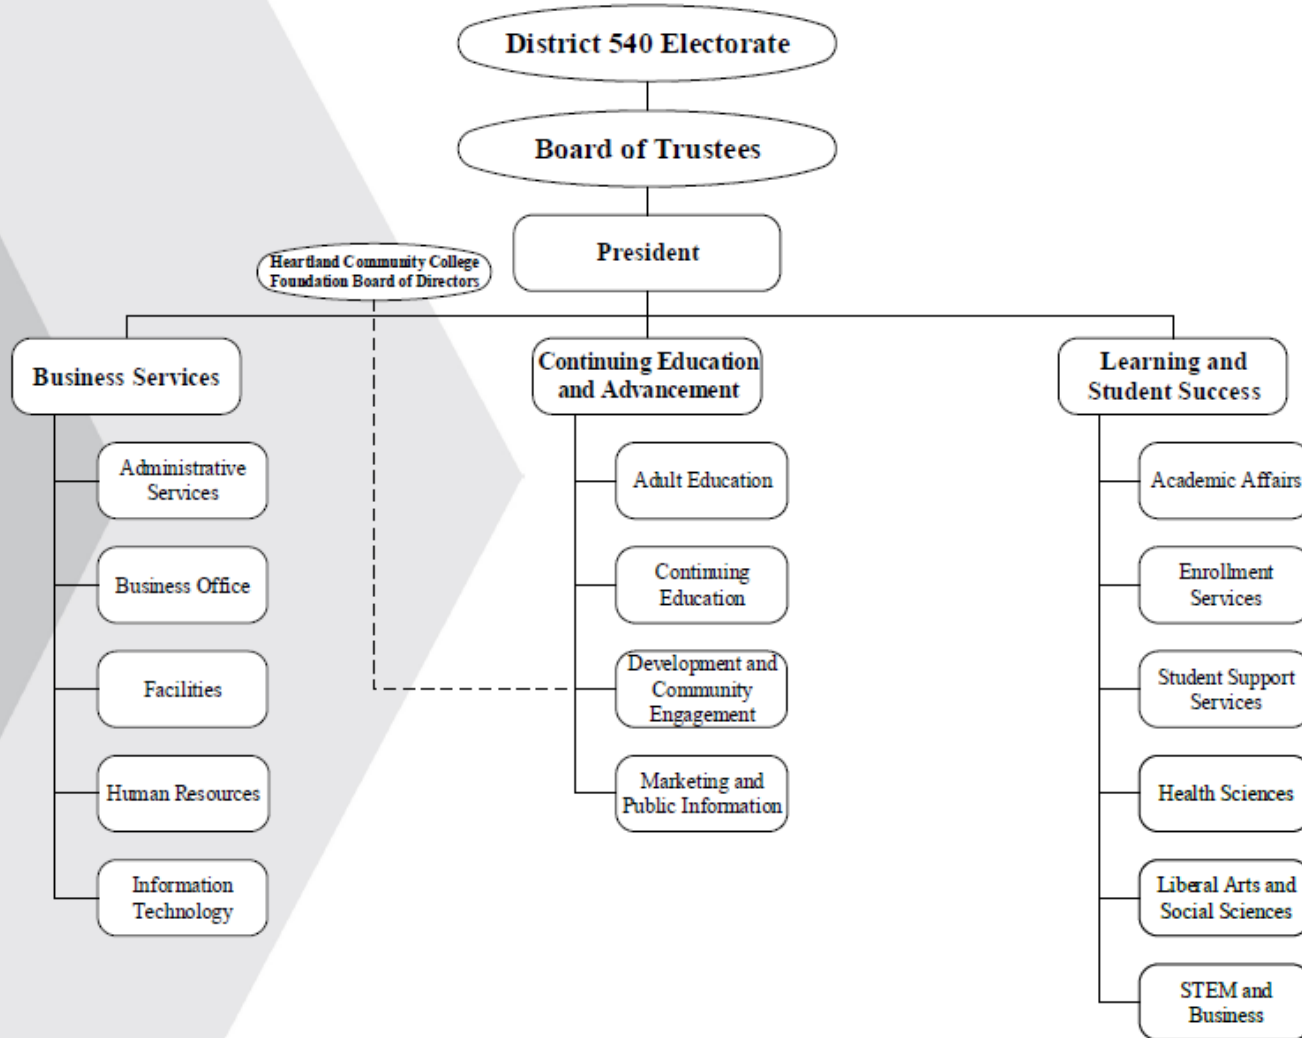 District 540 Electorate
Board of Trustees
President
Heartland Community College
Foundation Board of Directors
Business Services
Administrative
Services
Business Office
Facilities
Human Resources
Information
Technology
Continuing Education
and Advancement
Adult Education
Continuing
Education
Development and
Community
Engagement
Marketing and
Public Information
Learning and
Student Success
Academic Affairs
Enrollment
Services
Student Support
Services
Health Sciences
Liberal Arts and
Social Sciences
STEM and
Business